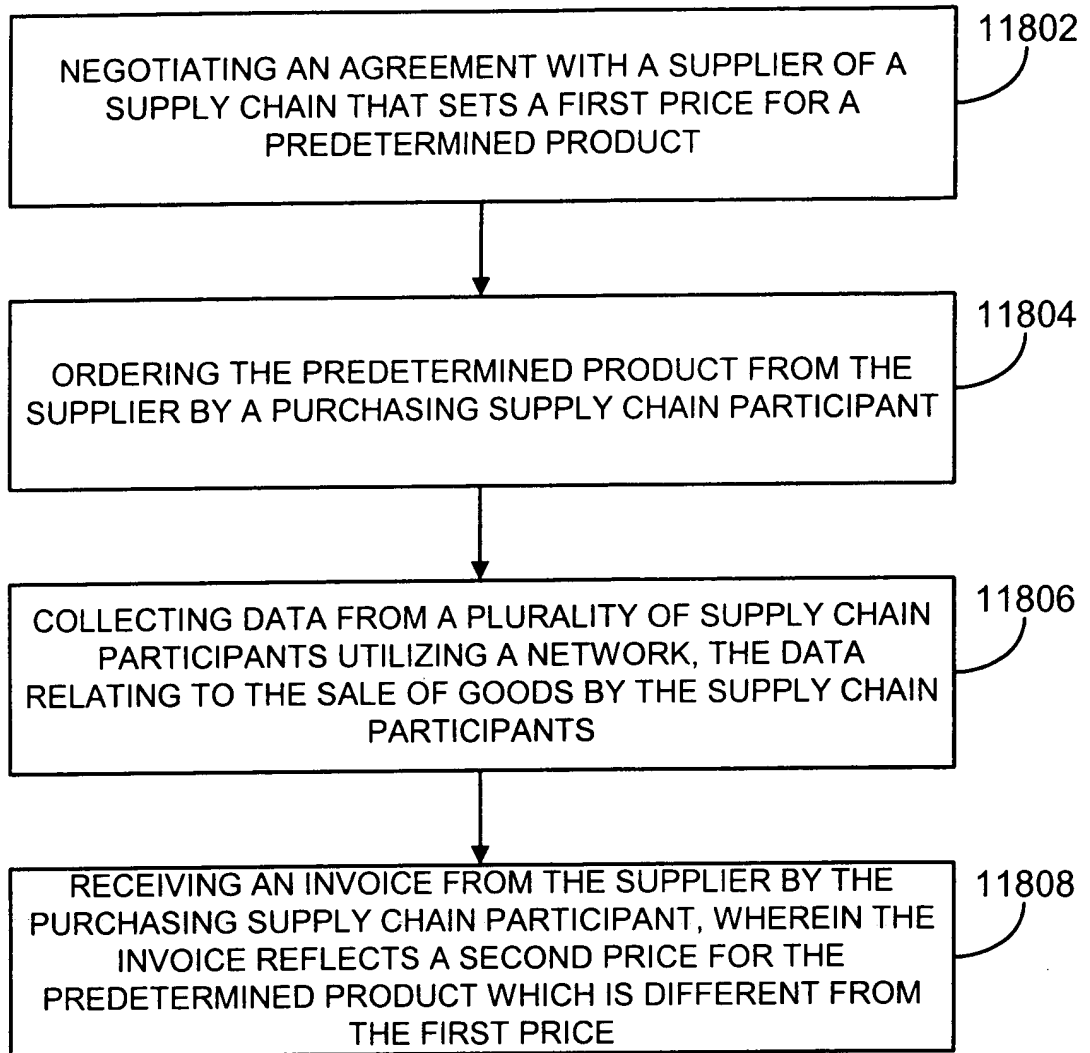 11802
NEGOTIATING AN AGREEMENT WITH A SUPPLIER OF A
SUPPLY CHAIN THAT SETS A FIRST PRICE FOR A
PREDETERMINED PRODUCT
11804
ORDERING THE PREDETERMINED PRODUCT FROM THE
SUPPLIER BY A PURCHASING SUPPLY CHAIN PARTICIPANT
11806
COLLECTING DATA FROM A PLURALITY OF SUPPLY CHAIN
PARTICIPANTS UTILIZING A NETWORK, THE DATA
RELATING TO THE SALE OF GOODS BY THE SUPPLY CHAIN
PARTICIPANTS
11808
RECEIVING AN INVOICE FROM THE SUPPLIER BY THE
PURCHASING SUPPLY CHAIN PARTICIPANT, WHEREIN THE
INVOICE REFLECTS A SECOND PRICE FOR THE
PREDETERMINED PRODUCT WHICH IS DIFFERENT FROM
THE FIRST PRICE